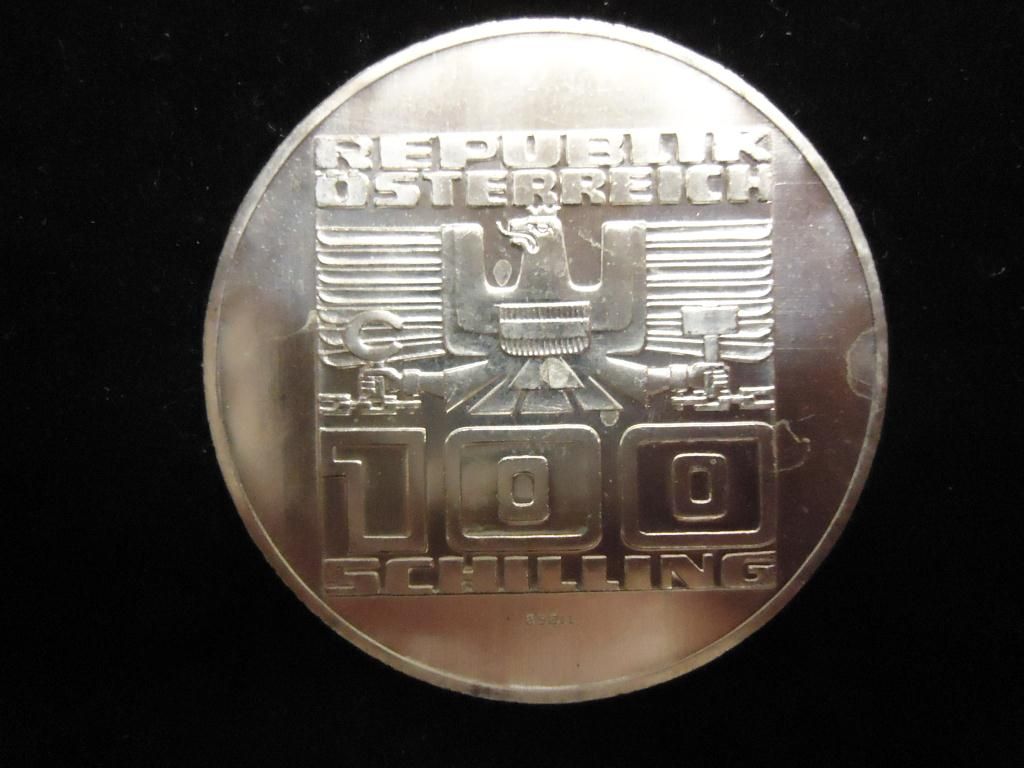 REPUBLIK
ÖSTERREICH
100
SCHILLING